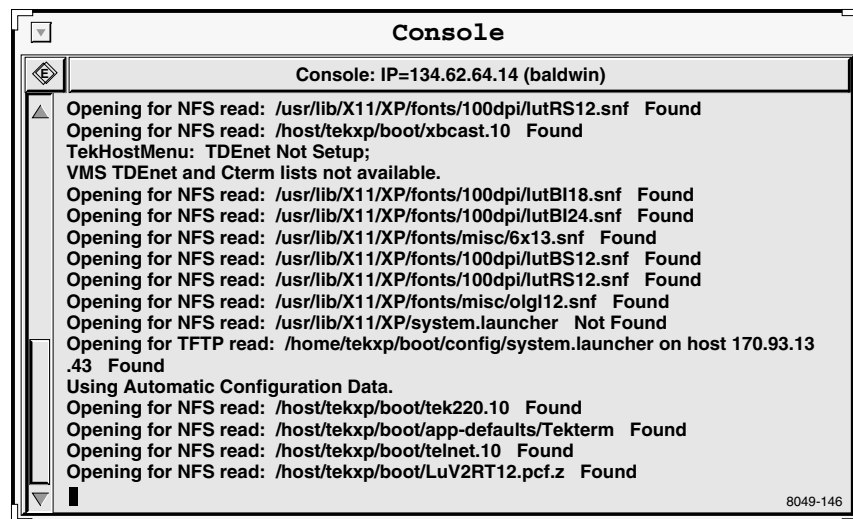 Console
E
Console: IP=134.62.64.14 (baldwin)
Opening for NFS read:  /usr/lib/X11/XP/fonts/100dpi/lutRS12.snf   Found
Opening for NFS read:  /host/tekxp/boot/xbcast.10   Found
TekHostMenu:  TDEnet Not Setup;
VMS TDEnet and Cterm lists not available.
Opening for NFS read:  /usr/lib/X11/XP/fonts/100dpi/lutBI18.snf   Found
Opening for NFS read:  /usr/lib/X11/XP/fonts/100dpi/lutBI24.snf   Found
Opening for NFS read:  /usr/lib/X11/XP/fonts/misc/6x13.snf   Found
Opening for NFS read:  /usr/lib/X11/XP/fonts/100dpi/lutBS12.snf   Found
Opening for NFS read:  /usr/lib/X11/XP/fonts/100dpi/lutRS12.snf   Found
Opening for NFS read:  /usr/lib/X11/XP/fonts/misc/olgl12.snf   Found
Opening for NFS read:  /usr/lib/X11/XP/system.launcher   Not Found
Opening for TFTP read:  /home/tekxp/boot/config/system.launcher on host 170.93.13
.43   Found
Using Automatic Configuration Data.
Opening for NFS read:  /host/tekxp/boot/tek220.10   Found
Opening for NFS read:  /host/tekxp/boot/app-defaults/Tekterm   Found
Opening for NFS read:  /host/tekxp/boot/telnet.10   Found
Opening for NFS read:  /host/tekxp/boot/LuV2RT12.pcf.z   Found
8049-146